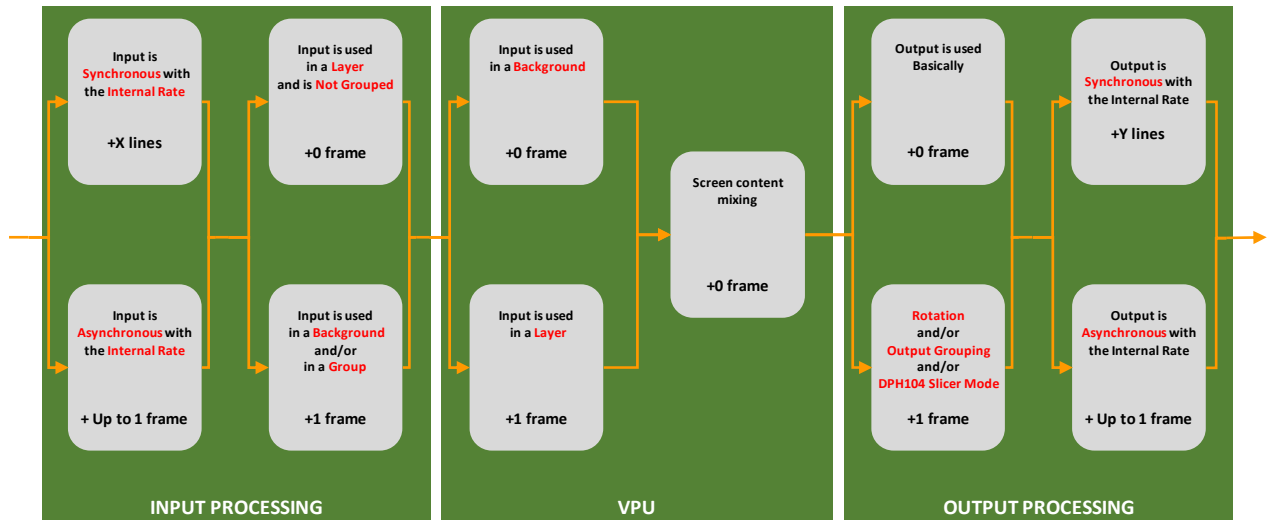 Input is
Synchronous with
the Internal Rate
+X lines
Input is
Asynchronous with
the Internal Rate
+ Up to 1 frame
Input is used
in a Layer
and is Not Grouped
+0 frame
Input is used
in a Background
and/or
in a Group
+1 frame
INPUT PROCESSING
Input is used
in a Background
+0 frame
Input is used
in a Layer
+1 frame
Screen content
mixing
+0 frame
VPU
Output is used
Basically
+0 frame
Rotation
and/or
Output Grouping
and/or
DPH104 Slicer Mode
+1 frame
Output is
Synchronous with
the Internal Rate
+Y lines
Output is
Asynchronous with
the Internal Rate
+ Up to 1 frame
OUTPUT PROCESSING